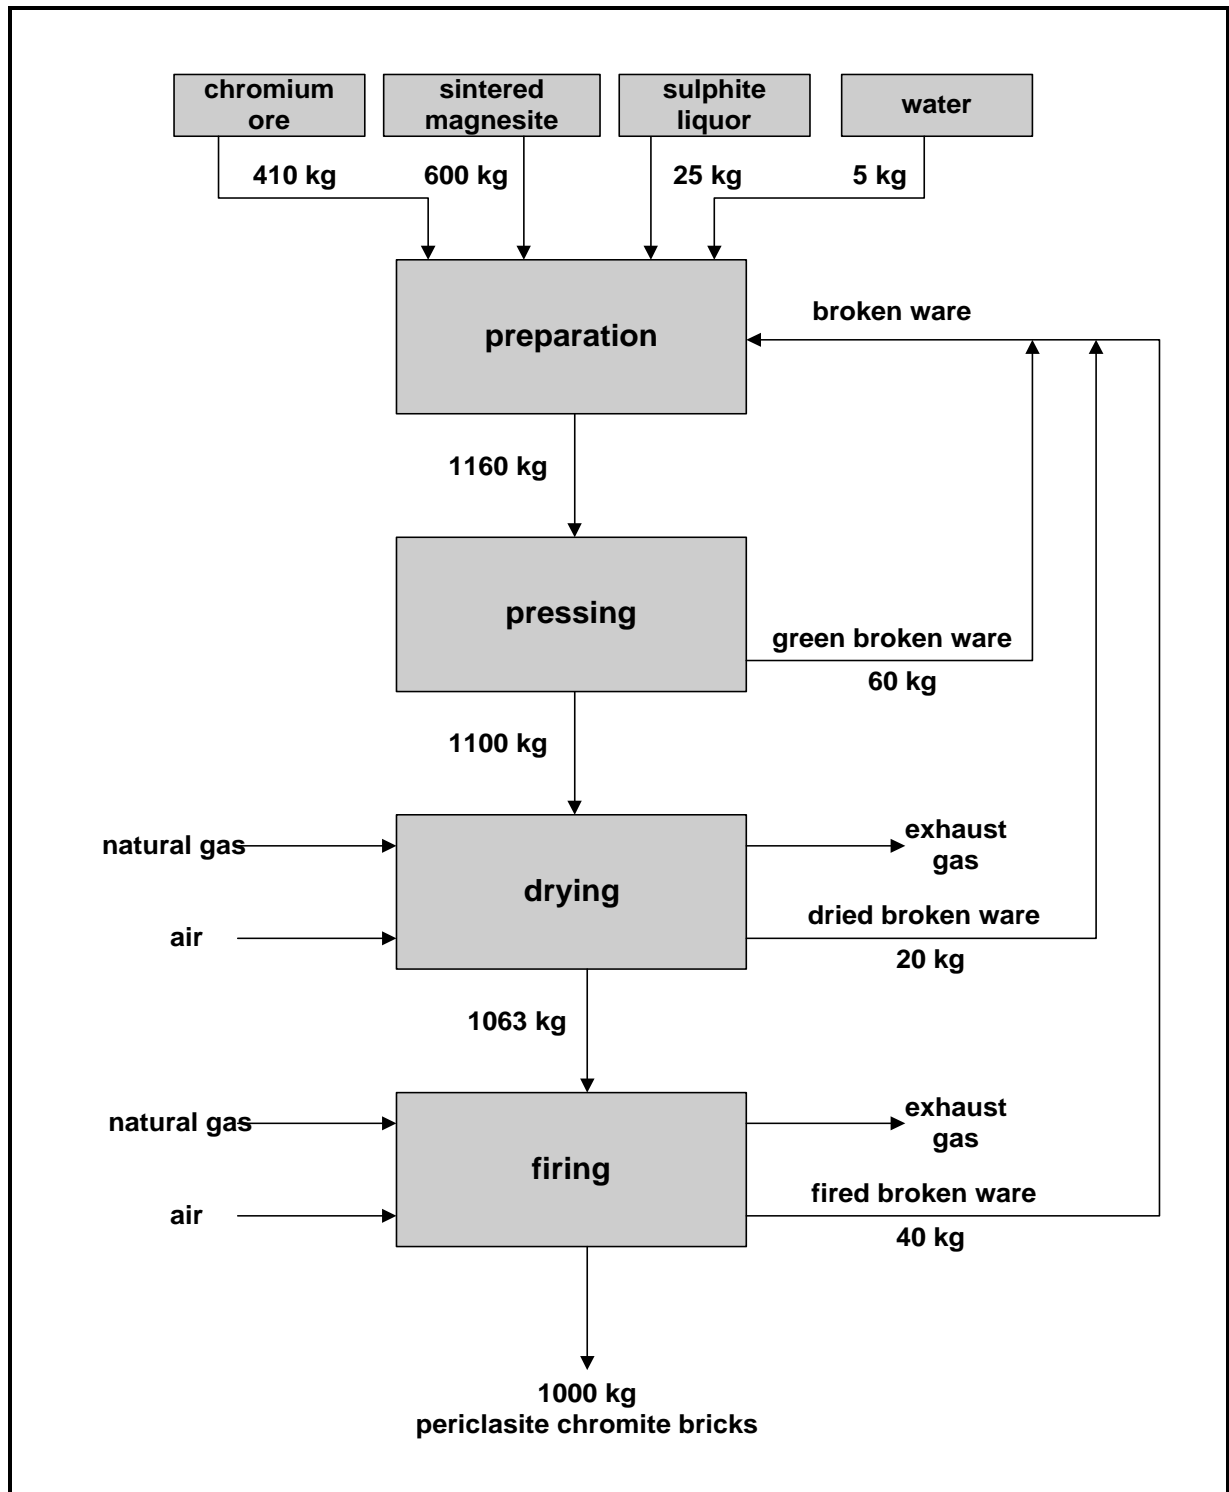 chromium
ore
sintered
magnesite
sulphite
liquor
water
410 kg
600 kg
25 kg
5 kg
preparation
broken ware
1160 kg
pressing
green broken ware
60 kg
1100 kg
natural gas
air
drying
exhaust
gas
dried broken ware
20 kg
1063 kg
natural gas
air
firing
exhaust
gas
fired broken ware
40 kg
1000 kg
periclasite chromite bricks